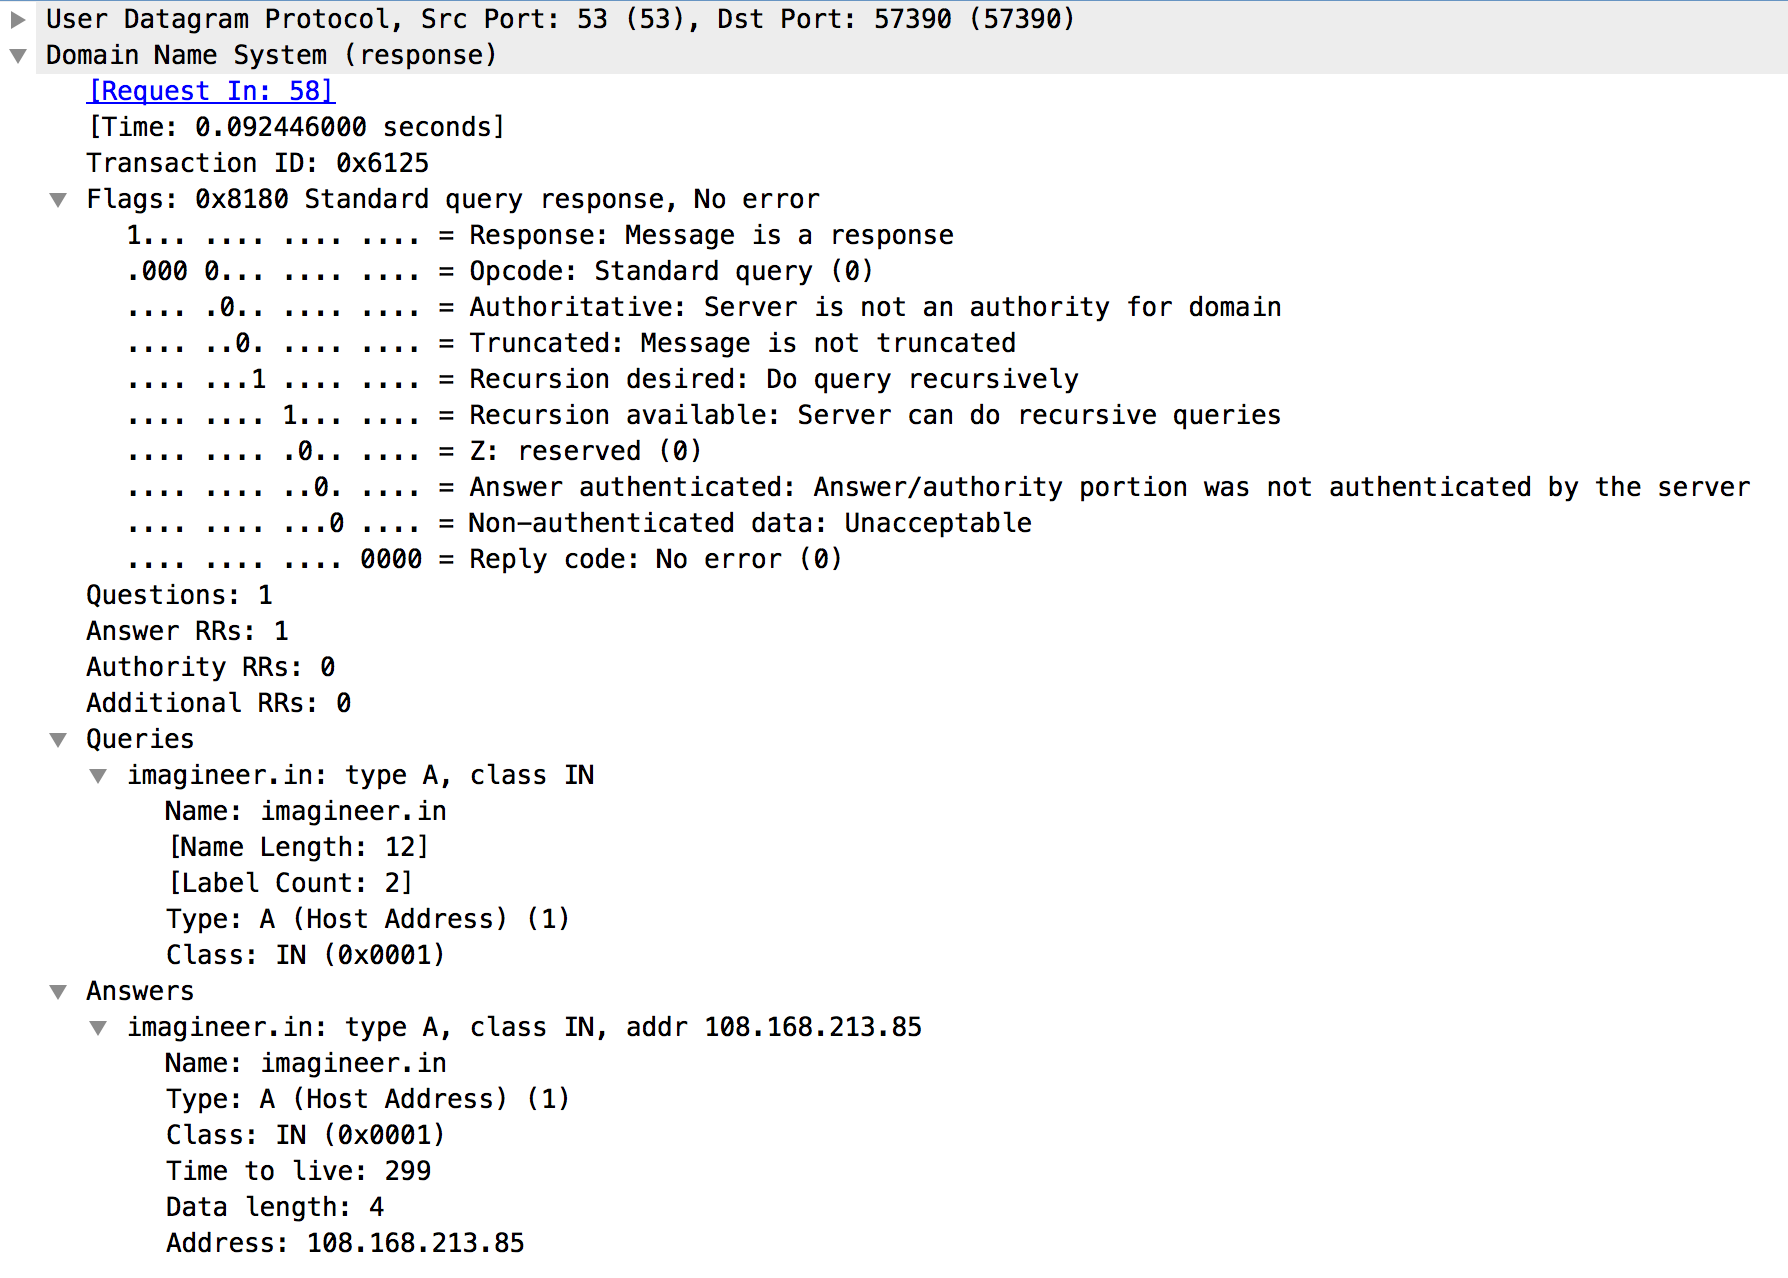 User Datagram Protocol, Src Port: 53 (53), Dst Port: 57390 (57390)
Domain Name System (response)
[Request In: 58]
[Time: 0.092446000 seconds]
Transaction ID: 0x6125
Flags: 0x8180 Standard query response, No error
1... .... .... .... = Response: Message is a response
.000 0... .... .... = Opcode: Standard query (0)
.... .0.. .... .... = Authoritative: Server is not an authority for domain
.... ..0. .... .... = Truncated: Message is not truncated
.... ...1 .... .... = Recursion desired: Do query recursively
.... .... 1... .... = Recursion available: Server can do recursive queries
.... .... .0.. .... = Z: reserved (0)
.... .... ..0. .... = Answer authenticated: Answer/authority portion was not authenticated by the server
.... .... ...0 .... = Non-authenticated data: Unacceptable
.... .... .... 0000 = Reply code: No error (0)
Questions: 1
Answer RRs: 1
Authority RRs: 0
Additional RRs: 0
Queries
imagineer.in: type A, class IN
Name: imagineer.in
[Name Length: 12]
[Label Count: 2]
Type: A (Host Address) (1)
Class: IN (0x0001)
Answers
imagineer.in: type A, class IN, addr 108.168.213.85
Name: imagineer.in
Type: A (Host Address) (1)
Class: IN (0x0001)
Time to live: 299
Data length: 4
Address: 108.168.213.85